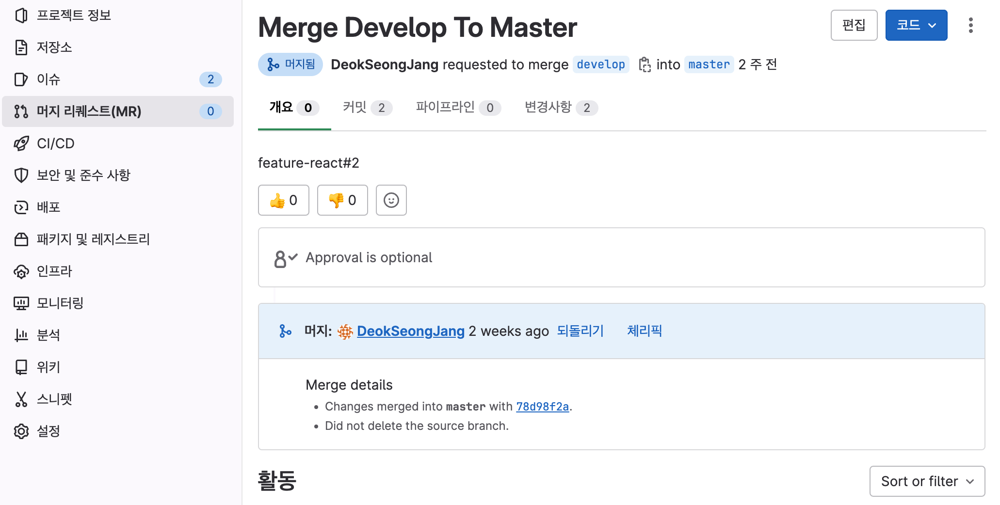 프로젝트 정보
저장소
이슈 2
머지 리퀘스트(MR) 0
CI/CD
보안 및 준수 사항
배포
패키지 및 레지스트리
인프라
모니터링
분석
위키
스니펫
설정
Merge Develop To Master
편집
코드
머지됨 DeokSeongJang requested to merge develop into master 2 주 전
개요 0 커밋 2 파이프라인 0 변경사항 2
feature-react#2
👍 0 👎 0
Approval is optional
머지: DeokSeongJang 2 weeks ago 되돌리기 체리픽
Merge details
• Changes merged into master with 78d98f2a.
• Did not delete the source branch.
활동
Sort or filter